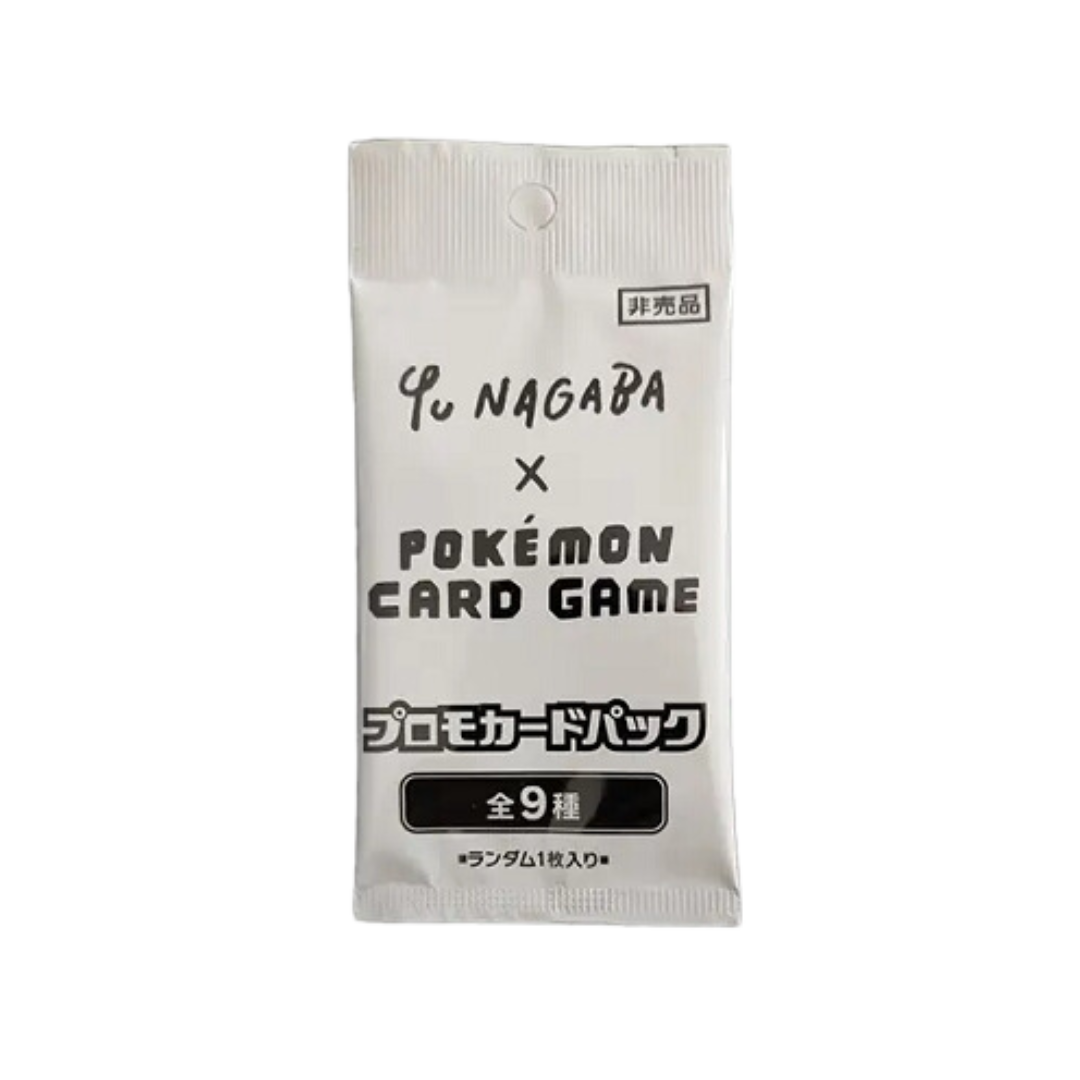 非売品
Yu NAGABA
×
POKÉMON
CARD GAME
プロモカードパック
全9種
■ランダム1枚入り■